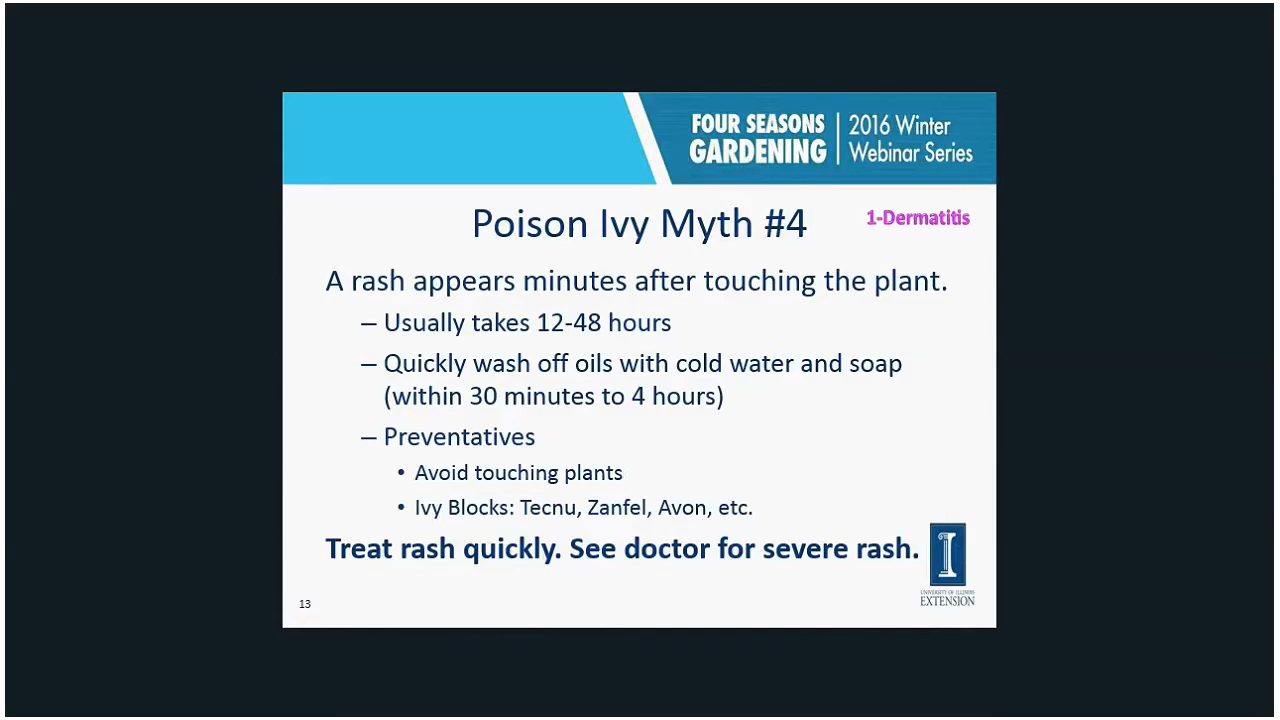 FOUR SEASONS
GARDENING
2016 Winter
Webinar Series
Poison Ivy Myth #4
1-Dermatitis
A rash appears minutes after touching the plant.
– Usually takes 12-48 hours
– Quickly wash off oils with cold water and soap
(within 30 minutes to 4 hours)
– Preventatives
• Avoid touching plants
• Ivy Blocks: Tecnu, Zanfel, Avon, etc.
Treat rash quickly. See doctor for severe rash.
UNIVERSITY OF ILLINOIS
EXTENSION
13